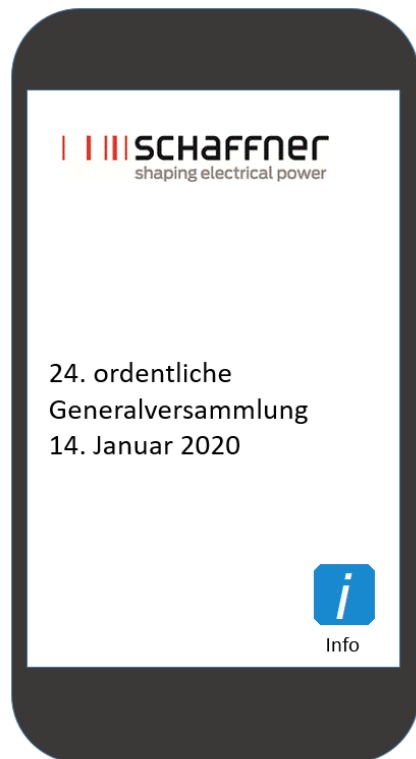 SCHAFFNER
shaping electrical power
24. ordentliche
Generalversammlung
14. Januar 2020
i
Info